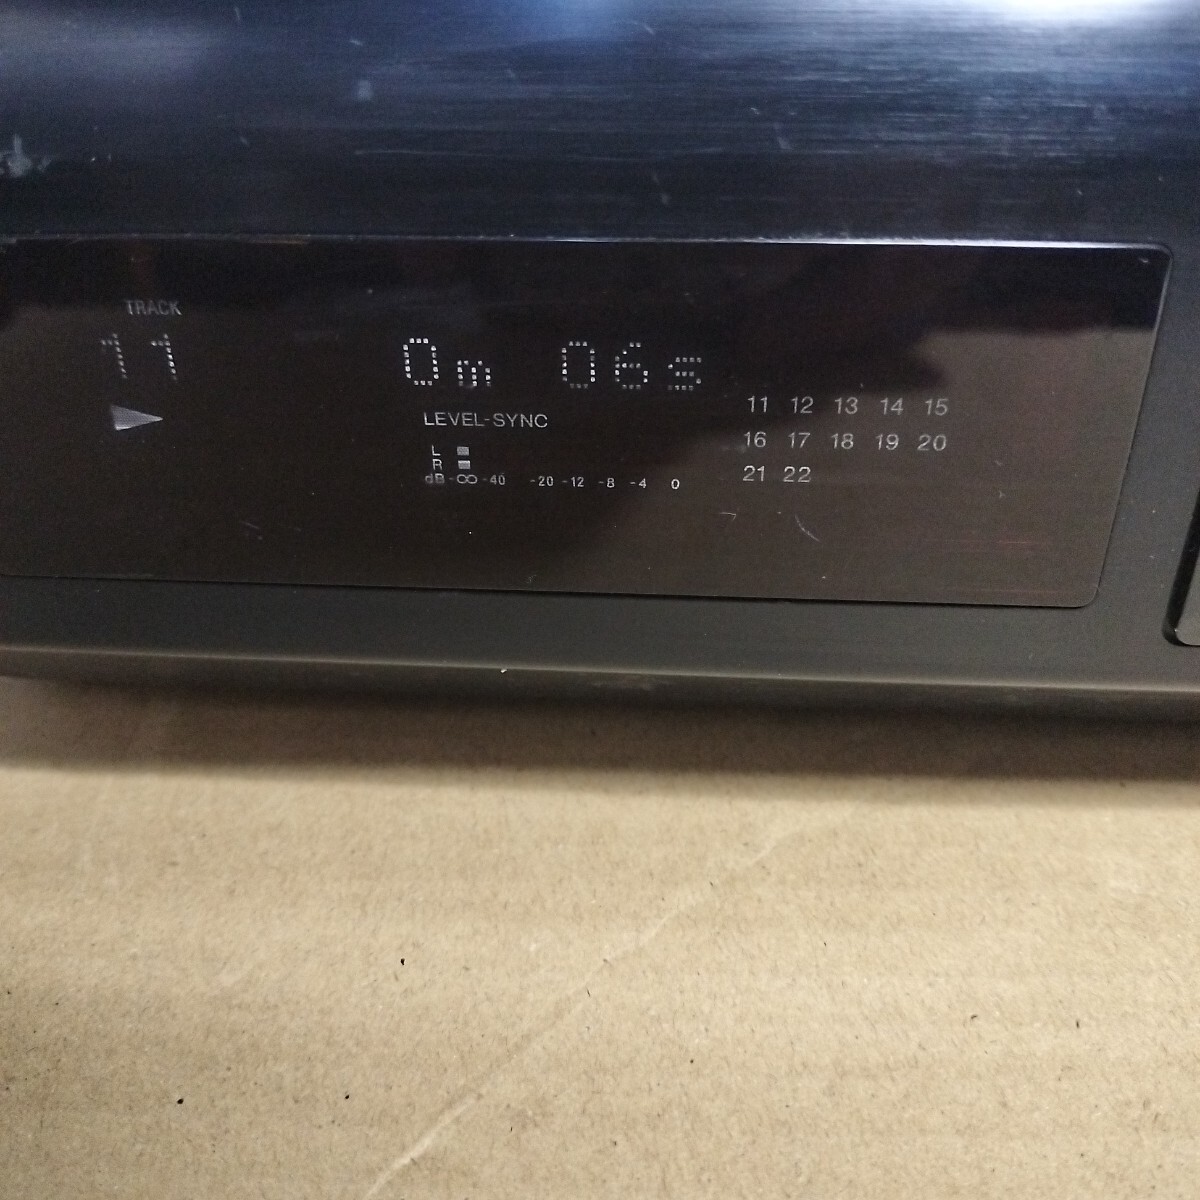 TRACK
11 0m 06s
LEVEL-SYNC
L
R
dB -∞ -40 -20 -12 -8 -4 0
11 12 13 14 15
16 17 18 19 20
21 22